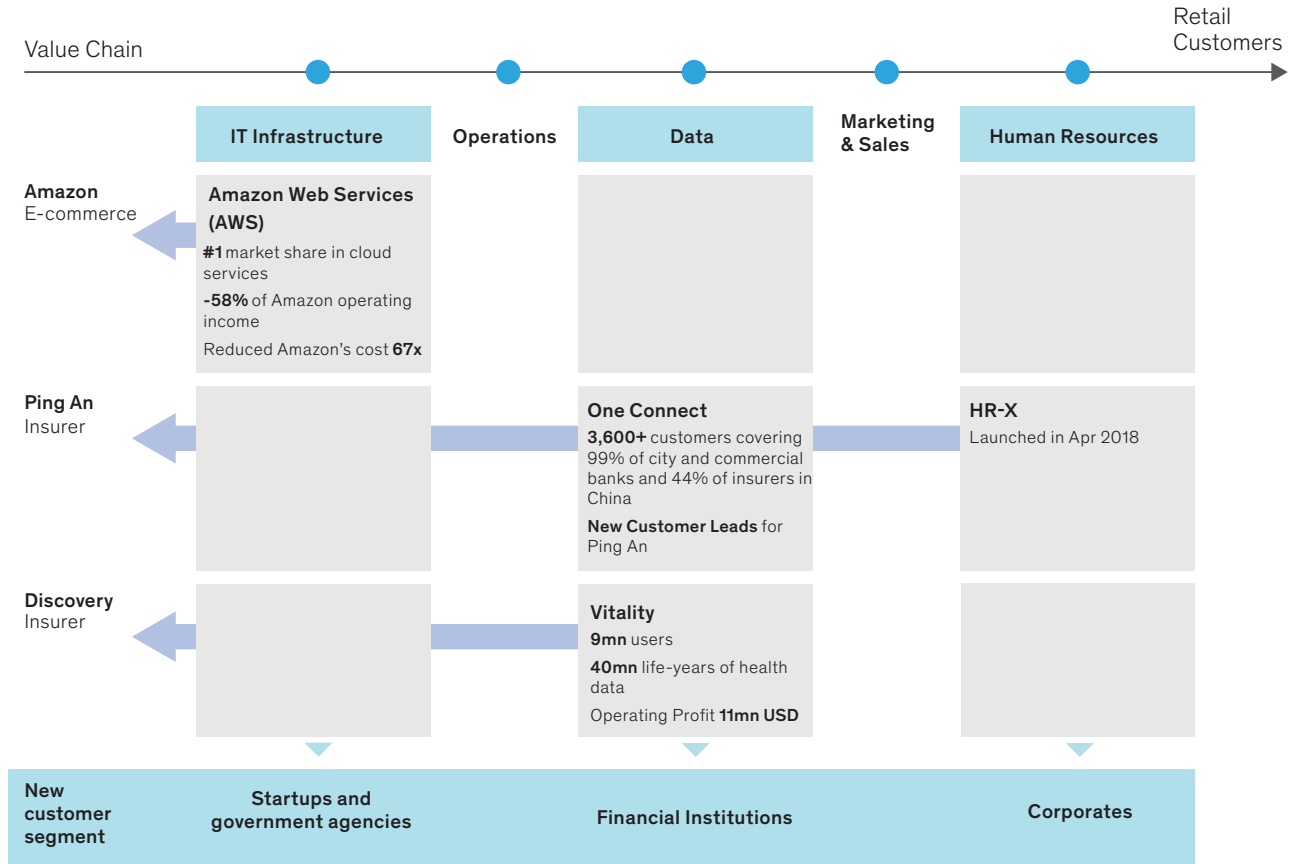 Value Chain
Retail
Customers
IT Infrastructure
Operations
Data
Marketing
& Sales
Human Resources
Amazon
E-commerce
Amazon Web Services
(AWS)
#1 market share in cloud
services
-58% of Amazon operating
income
Reduced Amazon's cost 67x
Ping An
Insurer
One Connect
3,600+ customers covering
99% of city and commercial
banks and 44% of insurers in
China
New Customer Leads for
Ping An
HR-X
Launched in Apr 2018
Discovery
Insurer
Vitality
9mn users
40mn life-years of health
data
Operating Profit 11mn USD
New
customer
segment
Startups and
government agencies
Financial Institutions
Corporates